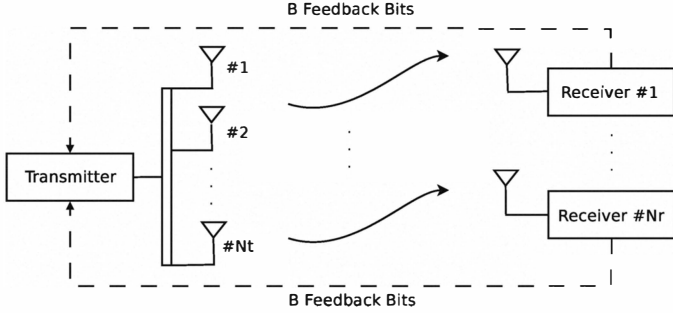 B Feedback Bits
#1
Receiver #1
#2
Transmitter
Receiver #Nr
#Nt
B Feedback Bits